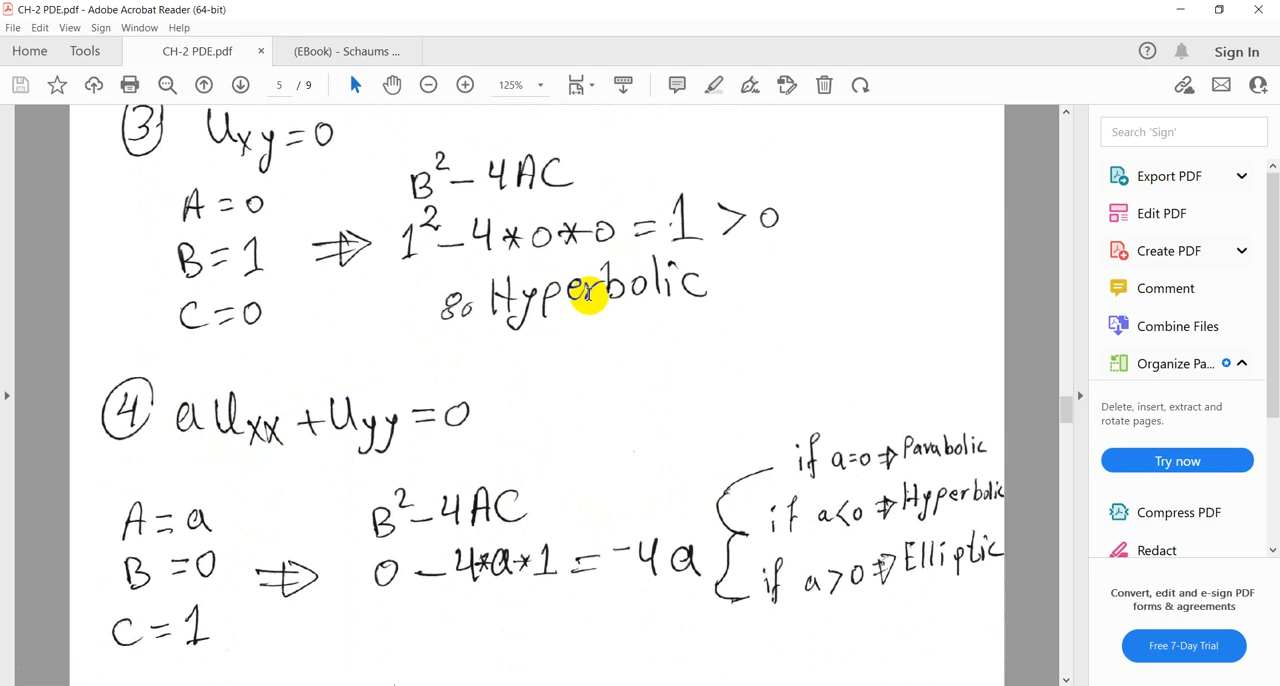 CH-2 PDE.pdf - Adobe Acrobat Reader (64-bit)
File Edit View Sign Window Help
Home Tools CH-2 PDE.pdf × (EBook) - Schaums ... Sign In
5 / 9 125%
③ Uxy = 0
B² - 4AC
A = 0
B = 1 ⇒ 1² - 4*0*0 = 1 > 0
C = 0
so Hyperbolic
④ a Uxx + Uyy = 0
A = a
B = 0 ⇒
C = 1
B² - 4AC
0 - 4*a*1 = -4a
if a=0 ⇒ Parabolic
if a<0 ⇒ Hyperbolic
if a>0 ⇒ Elliptic
Search 'Sign'
Export PDF
Edit PDF
Create PDF
Comment
Combine Files
Organize Pa...
Delete, insert, extract and
rotate pages.
Try now
Compress PDF
Redact
Convert, edit and e-sign PDF
forms & agreements
Free 7-Day Trial